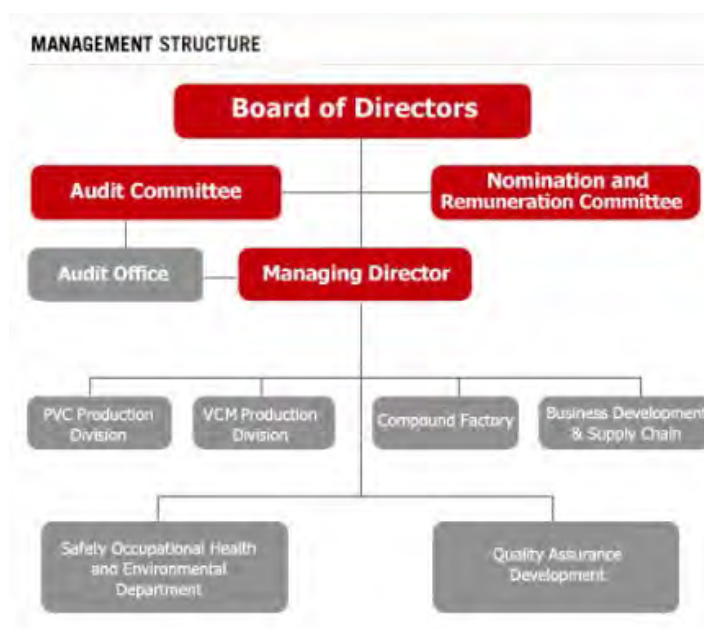 MANAGEMENT STRUCTURE
Board of Directors
Audit Committee
Nomination and
Remuneration Committee
Audit Office
Managing Director
PVC Production
Division
VCM Production
Division
Compound Factory
Business Development
& Supply Chain
Safely Occupational Health
and Environmental
Department
Quality Assurance
Development